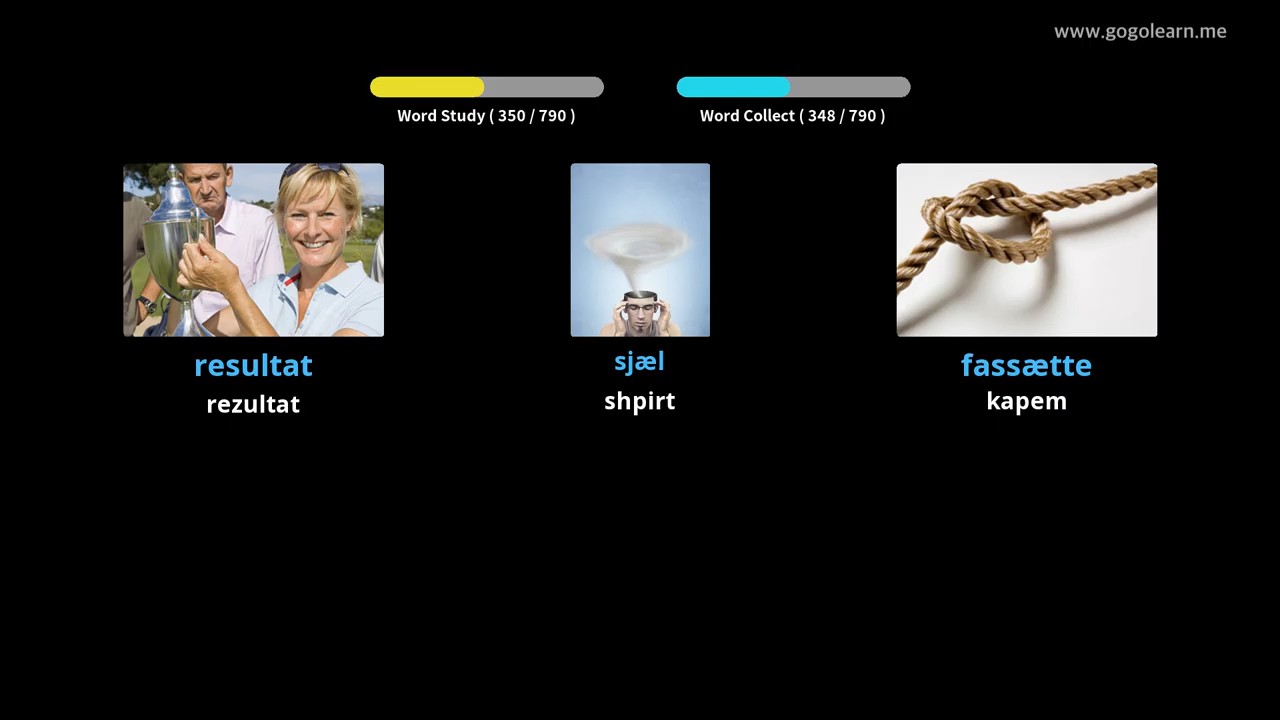 www.gogolearn.me
Word Study ( 350 / 790 )
Word Collect ( 348 / 790 )
resultat
rezultat
sjæl
shpirt
fassætte
kapem